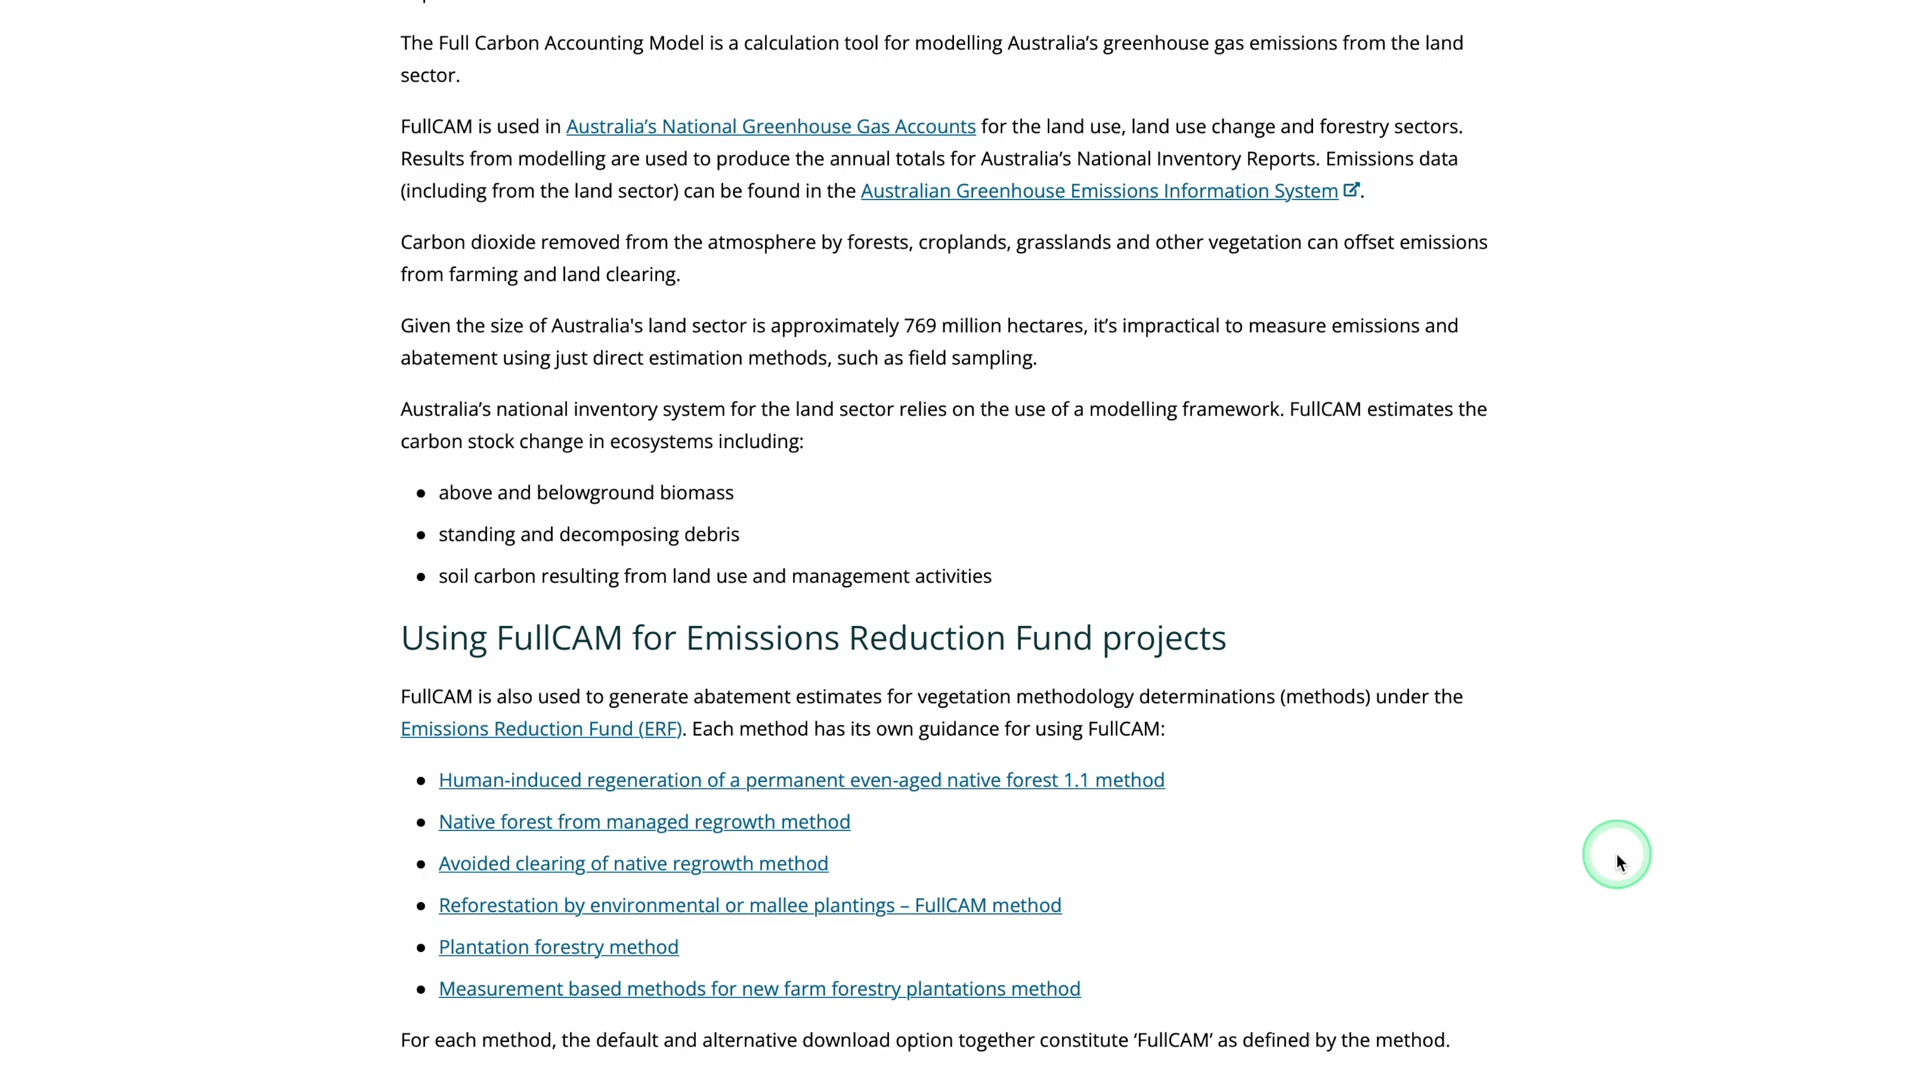 The Full Carbon Accounting Model is a calculation tool for modelling Australia’s greenhouse gas emissions from the land
sector.
FullCAM is used in Australia’s National Greenhouse Gas Accounts for the land use, land use change and forestry sectors.
Results from modelling are used to produce the annual totals for Australia’s National Inventory Reports. Emissions data
(including from the land sector) can be found in the Australian Greenhouse Emissions Information System.
Carbon dioxide removed from the atmosphere by forests, croplands, grasslands and other vegetation can offset emissions
from farming and land clearing.
Given the size of Australia's land sector is approximately 769 million hectares, it’s impractical to measure emissions and
abatement using just direct estimation methods, such as field sampling.
Australia’s national inventory system for the land sector relies on the use of a modelling framework. FullCAM estimates the
carbon stock change in ecosystems including:
• above and belowground biomass
• standing and decomposing debris
• soil carbon resulting from land use and management activities
Using FullCAM for Emissions Reduction Fund projects
FullCAM is also used to generate abatement estimates for vegetation methodology determinations (methods) under the
Emissions Reduction Fund (ERF). Each method has its own guidance for using FullCAM:
• Human-induced regeneration of a permanent even-aged native forest 1.1 method
• Native forest from managed regrowth method
• Avoided clearing of native regrowth method
• Reforestation by environmental or mallee plantings – FullCAM method
• Plantation forestry method
• Measurement based methods for new farm forestry plantations method
For each method, the default and alternative download option together constitute ‘FullCAM’ as defined by the method.